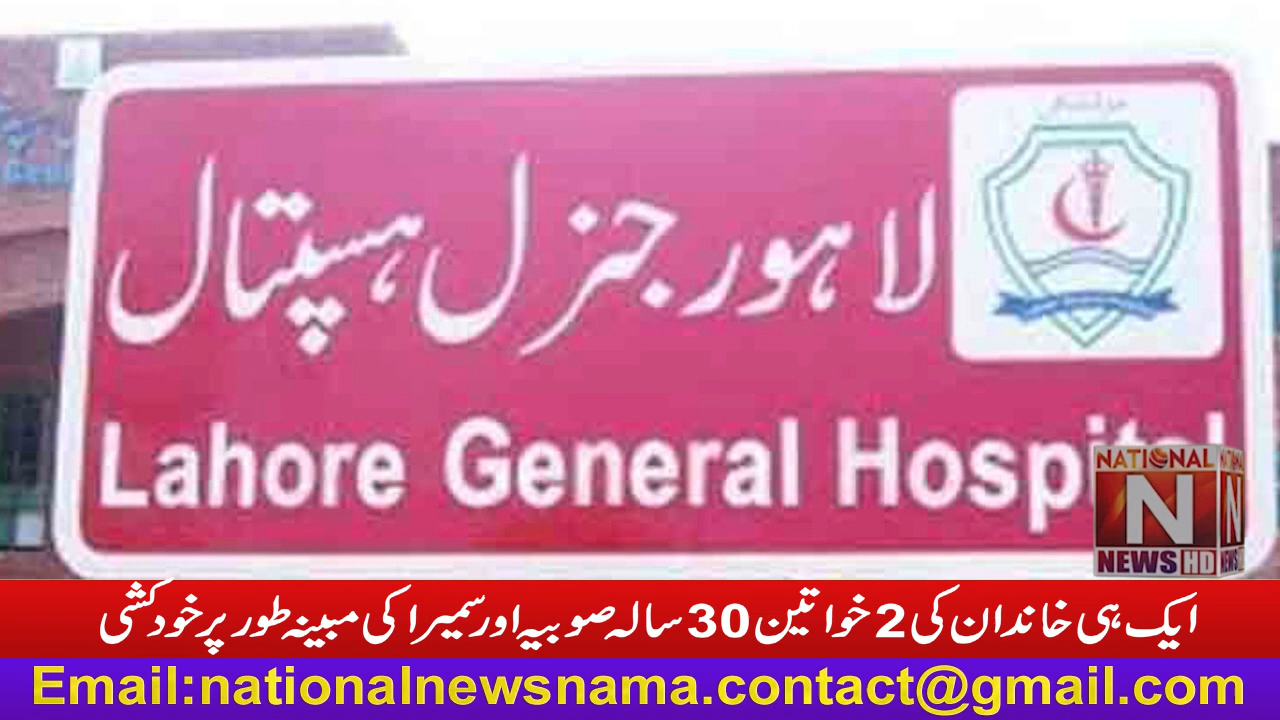 لاہور جنرل ہسپتال
Lahore General Hospital
NATIONAL
N
NEWS HD
ایک ہی خاندان کی 2 خواتین 30 سالہ صوبیہ اور سمیرا کی مبینہ طور پر خودکشی
Email:nationalnewsnama.contact@gmail.com